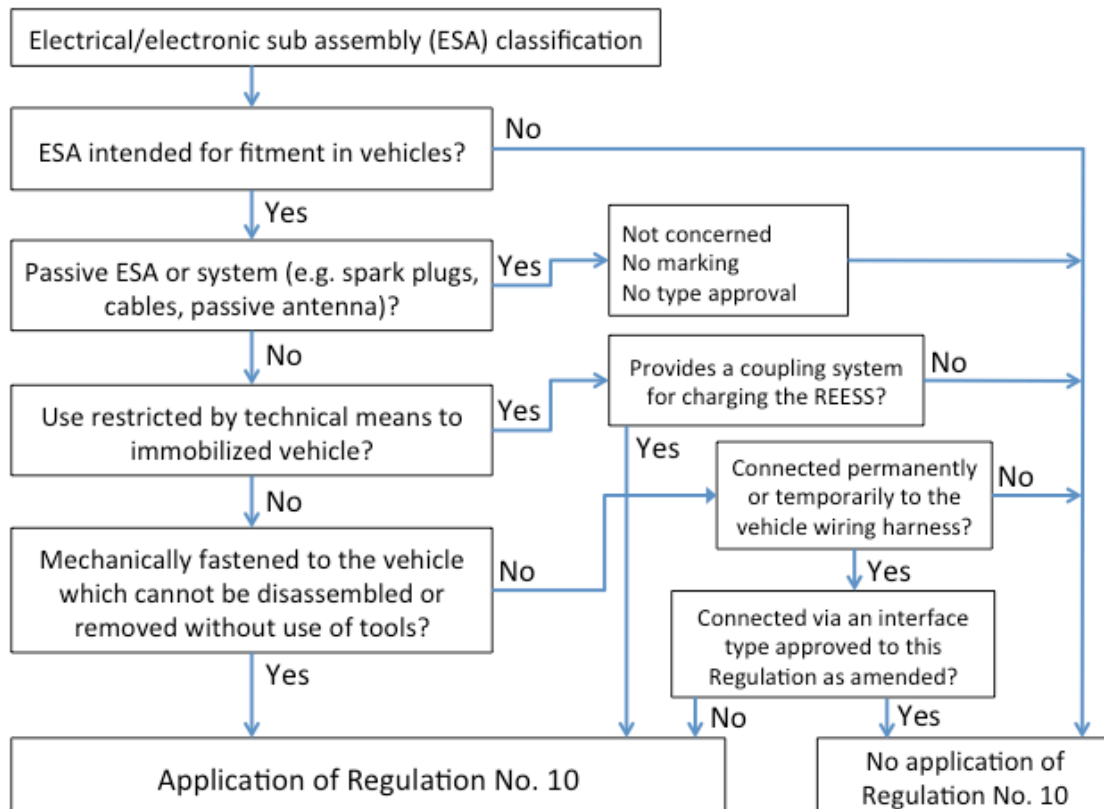 Electrical/electronic sub assembly (ESA) classification
ESA intended for fitment in vehicles?
No
Yes
Passive ESA or system (e.g. spark plugs,
cables, passive antenna)?
Yes
Not concerned
No marking
No type approval
No
Use restricted by technical means to
immobilized vehicle?
Yes
Provides a coupling system
for charging the REESS?
No
Yes
No
Mechanically fastened to the vehicle
which cannot be disassembled or
removed without use of tools?
No
Connected permanently
or temporarily to the
vehicle wiring harness?
No
Yes
Connected via an interface
type approved to this
Regulation as amended?
Yes
No
Yes
Application of Regulation No. 10
No application of
Regulation No. 10